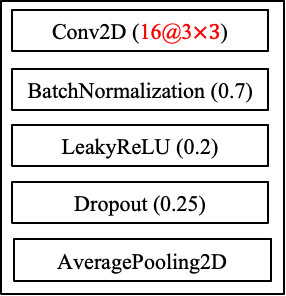 Conv2D (16@3×3)
BatchNormalization (0.7)
LeakyReLU (0.2)
Dropout (0.25)
AveragePooling2D